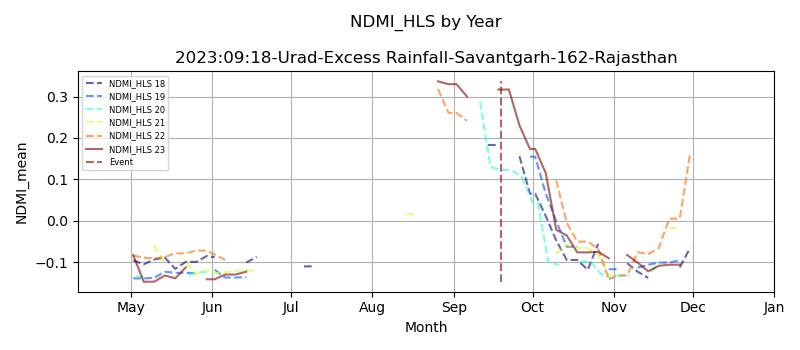 NDMI_HLS by Year
2023:09:18-Urad-Excess Rainfall-Savantgarh-162-Rajasthan
NDMI_HLS 18
NDMI_HLS 19
NDMI_HLS 20
NDMI_HLS 21
NDMI_HLS 22
NDMI_HLS 23
Event
NDMI_mean
0.3
0.2
0.1
0.0
−0.1
May Jun Jul Aug Sep Oct Nov Dec Jan
Month